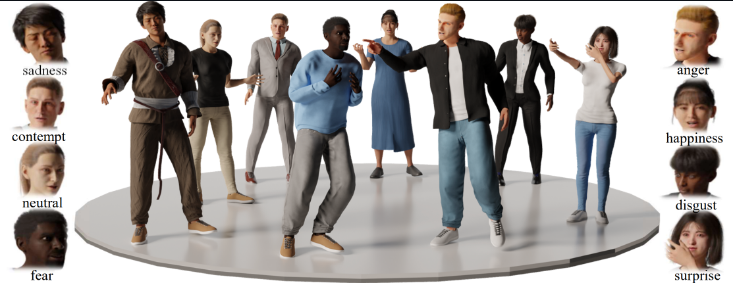 sadness
contempt
neutral
fear
anger
happiness
disgust
surprise